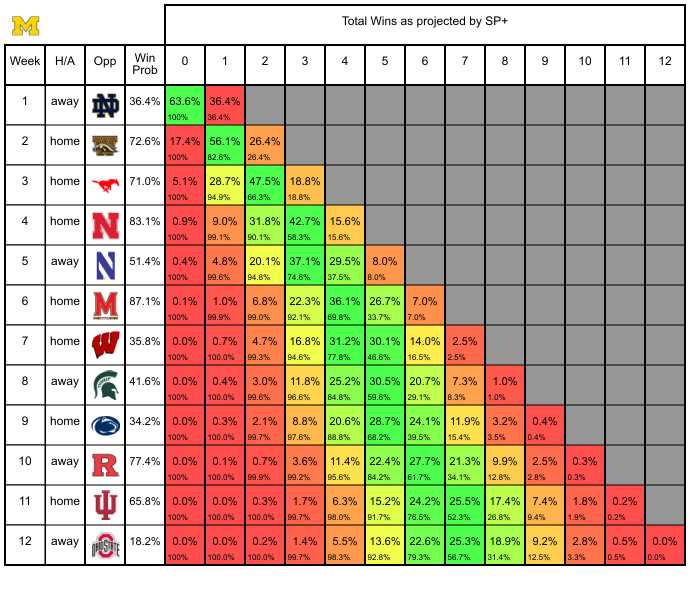 M
Total Wins as projected by SP+
Week H/A Opp Win Prob 0 1 2 3 4 5 6 7 8 9 10 11 12
1 away ND 36.4% 63.6% 36.4%
100% 36.4%
2 home W 72.6% 17.4% 56.1% 26.4%
100% 82.6% 26.4%
3 home 71.0% 5.1% 28.7% 47.5% 18.8%
100% 94.9% 66.3% 18.8%
4 home N 83.1% 0.9% 9.0% 31.8% 42.7% 15.6%
100% 99.1% 90.1% 58.3% 15.6%
5 away N 51.4% 0.4% 4.8% 20.1% 37.1% 29.5% 8.0%
100% 99.6% 94.8% 74.6% 37.5% 8.0%
6 home M 87.1% 0.1% 1.0% 6.8% 22.3% 36.1% 26.7% 7.0%
100% 99.9% 99.0% 92.1% 69.8% 33.7% 7.0%
7 home W 35.8% 0.0% 0.7% 4.7% 16.8% 31.2% 30.1% 14.0% 2.5%
100% 100.0% 99.3% 94.6% 77.8% 46.6% 16.5% 2.5%
8 away 41.6% 0.0% 0.4% 3.0% 11.8% 25.2% 30.5% 20.7% 7.3% 1.0%
100% 100.0% 99.6% 96.6% 84.8% 59.6% 29.1% 8.3% 1.0%
9 home 34.2% 0.0% 0.3% 2.1% 8.8% 20.6% 28.7% 24.1% 11.9% 3.2% 0.4%
100% 100.0% 99.7% 97.6% 88.8% 68.2% 39.5% 15.4% 3.5% 0.4%
10 away R 77.4% 0.0% 0.1% 0.7% 3.6% 11.4% 22.4% 27.7% 21.3% 9.9% 2.5% 0.3%
100% 100.0% 99.9% 99.2% 95.6% 84.2% 61.7% 34.1% 12.8% 2.8% 0.3%
11 home IU 65.8% 0.0% 0.0% 0.3% 1.7% 6.3% 15.2% 24.2% 25.5% 17.4% 7.4% 1.8% 0.2%
100% 100.0% 100.0% 99.7% 98.0% 91.7% 76.5% 52.3% 26.8% 9.4% 1.9% 0.2%
12 away OHIO STATE 18.2% 0.0% 0.0% 0.2% 1.4% 5.5% 13.6% 22.6% 25.3% 18.9% 9.2% 2.8% 0.5% 0.0%
100% 100.0% 100.0% 99.7% 98.3% 92.8% 79.3% 56.7% 31.4% 12.5% 3.3% 0.5% 0.0%